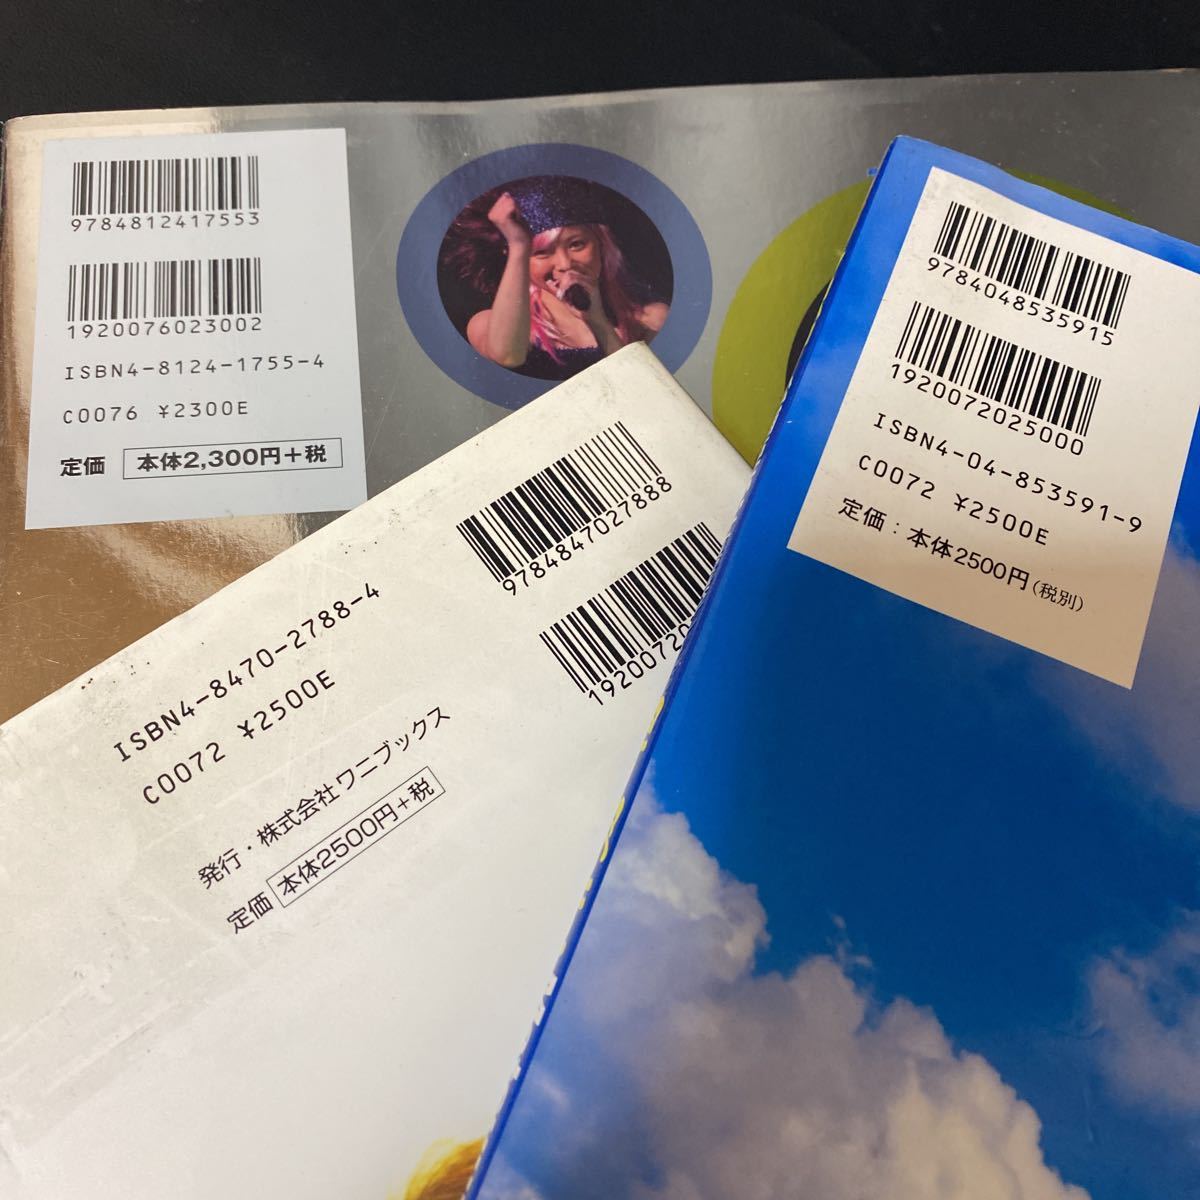 9784812417553
1920076023002
ISBN4-8124-1755-4
C0076 ¥2300E
定価 本体2,300円+税
9784847027888
ISBN4-8470-2788-4
C0072 ¥2500E
発行・株式会社ワニブックス
定価 本体2500円+税
9784048535915
1920072025000
ISBN4-04-853591-9
C0072 ¥2500E
定価:本体2500円(税別)